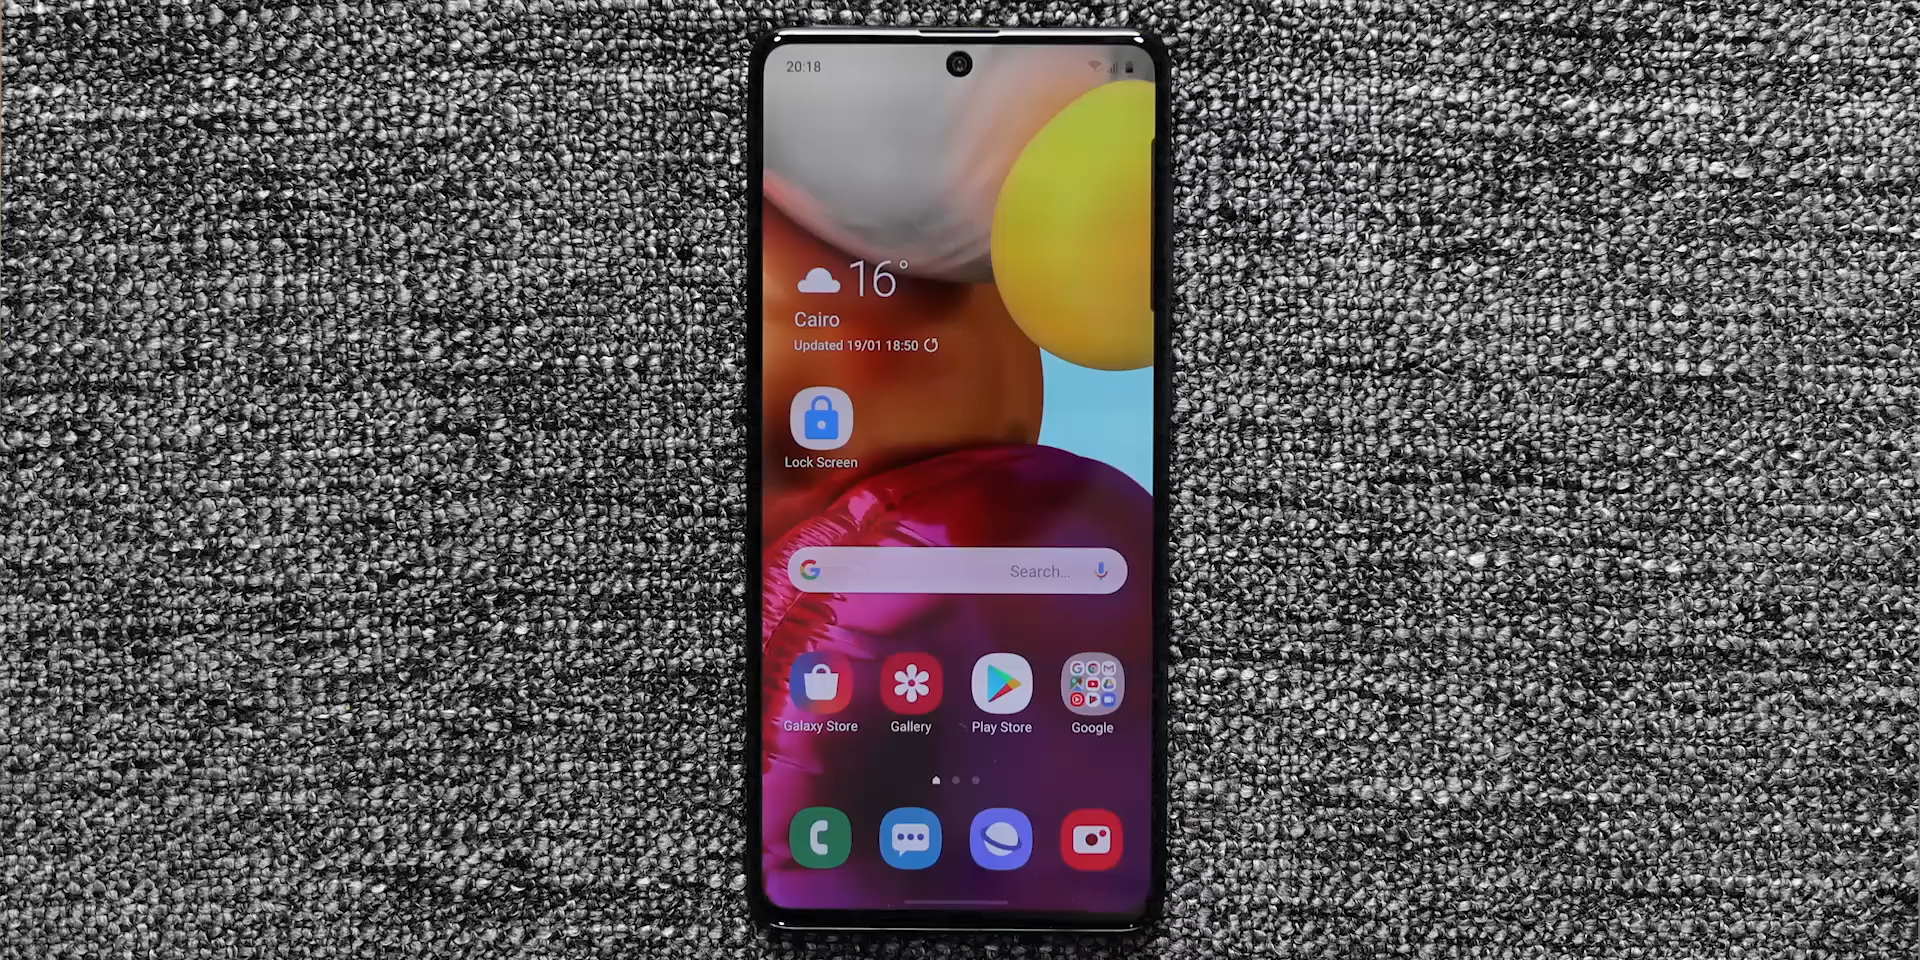 20:18
16°
Cairo
Updated 19/01 18:50
Lock Screen
G Search...
Galaxy Store Gallery Play Store Google